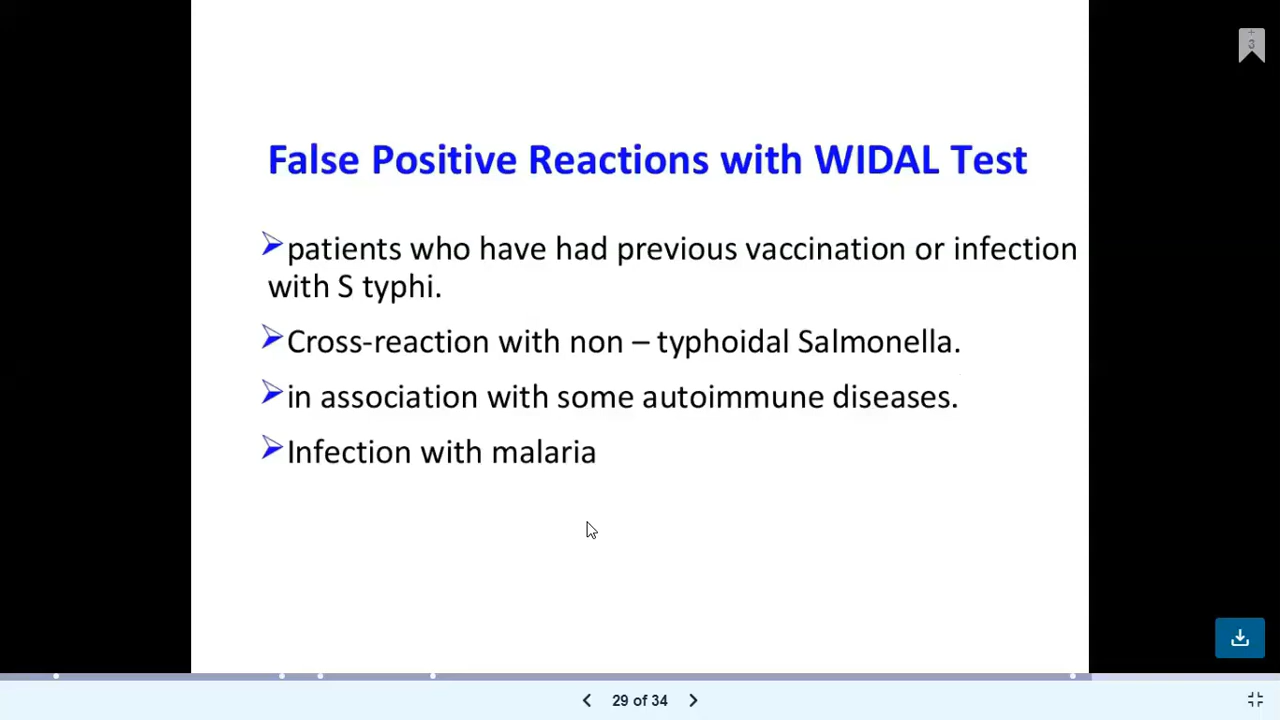 False Positive Reactions with WIDAL Test
patients who have had previous vaccination or infection
with S typhi.
Cross-reaction with non – typhoidal Salmonella.
in association with some autoimmune diseases.
Infection with malaria
+
3
29 of 34